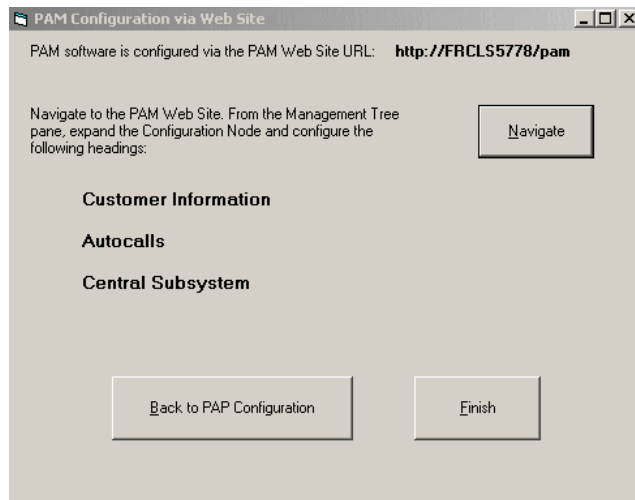 PAM Configuration via Web Site
PAM software is configured via the PAM Web Site URL: http://FRCLS5778/pam
Navigate to the PAM Web Site. From the Management Tree
pane, expand the Configuration Node and configure the
following headings:
Navigate
Customer Information
Autocalls
Central Subsystem
Back to PAP Configuration
Finish